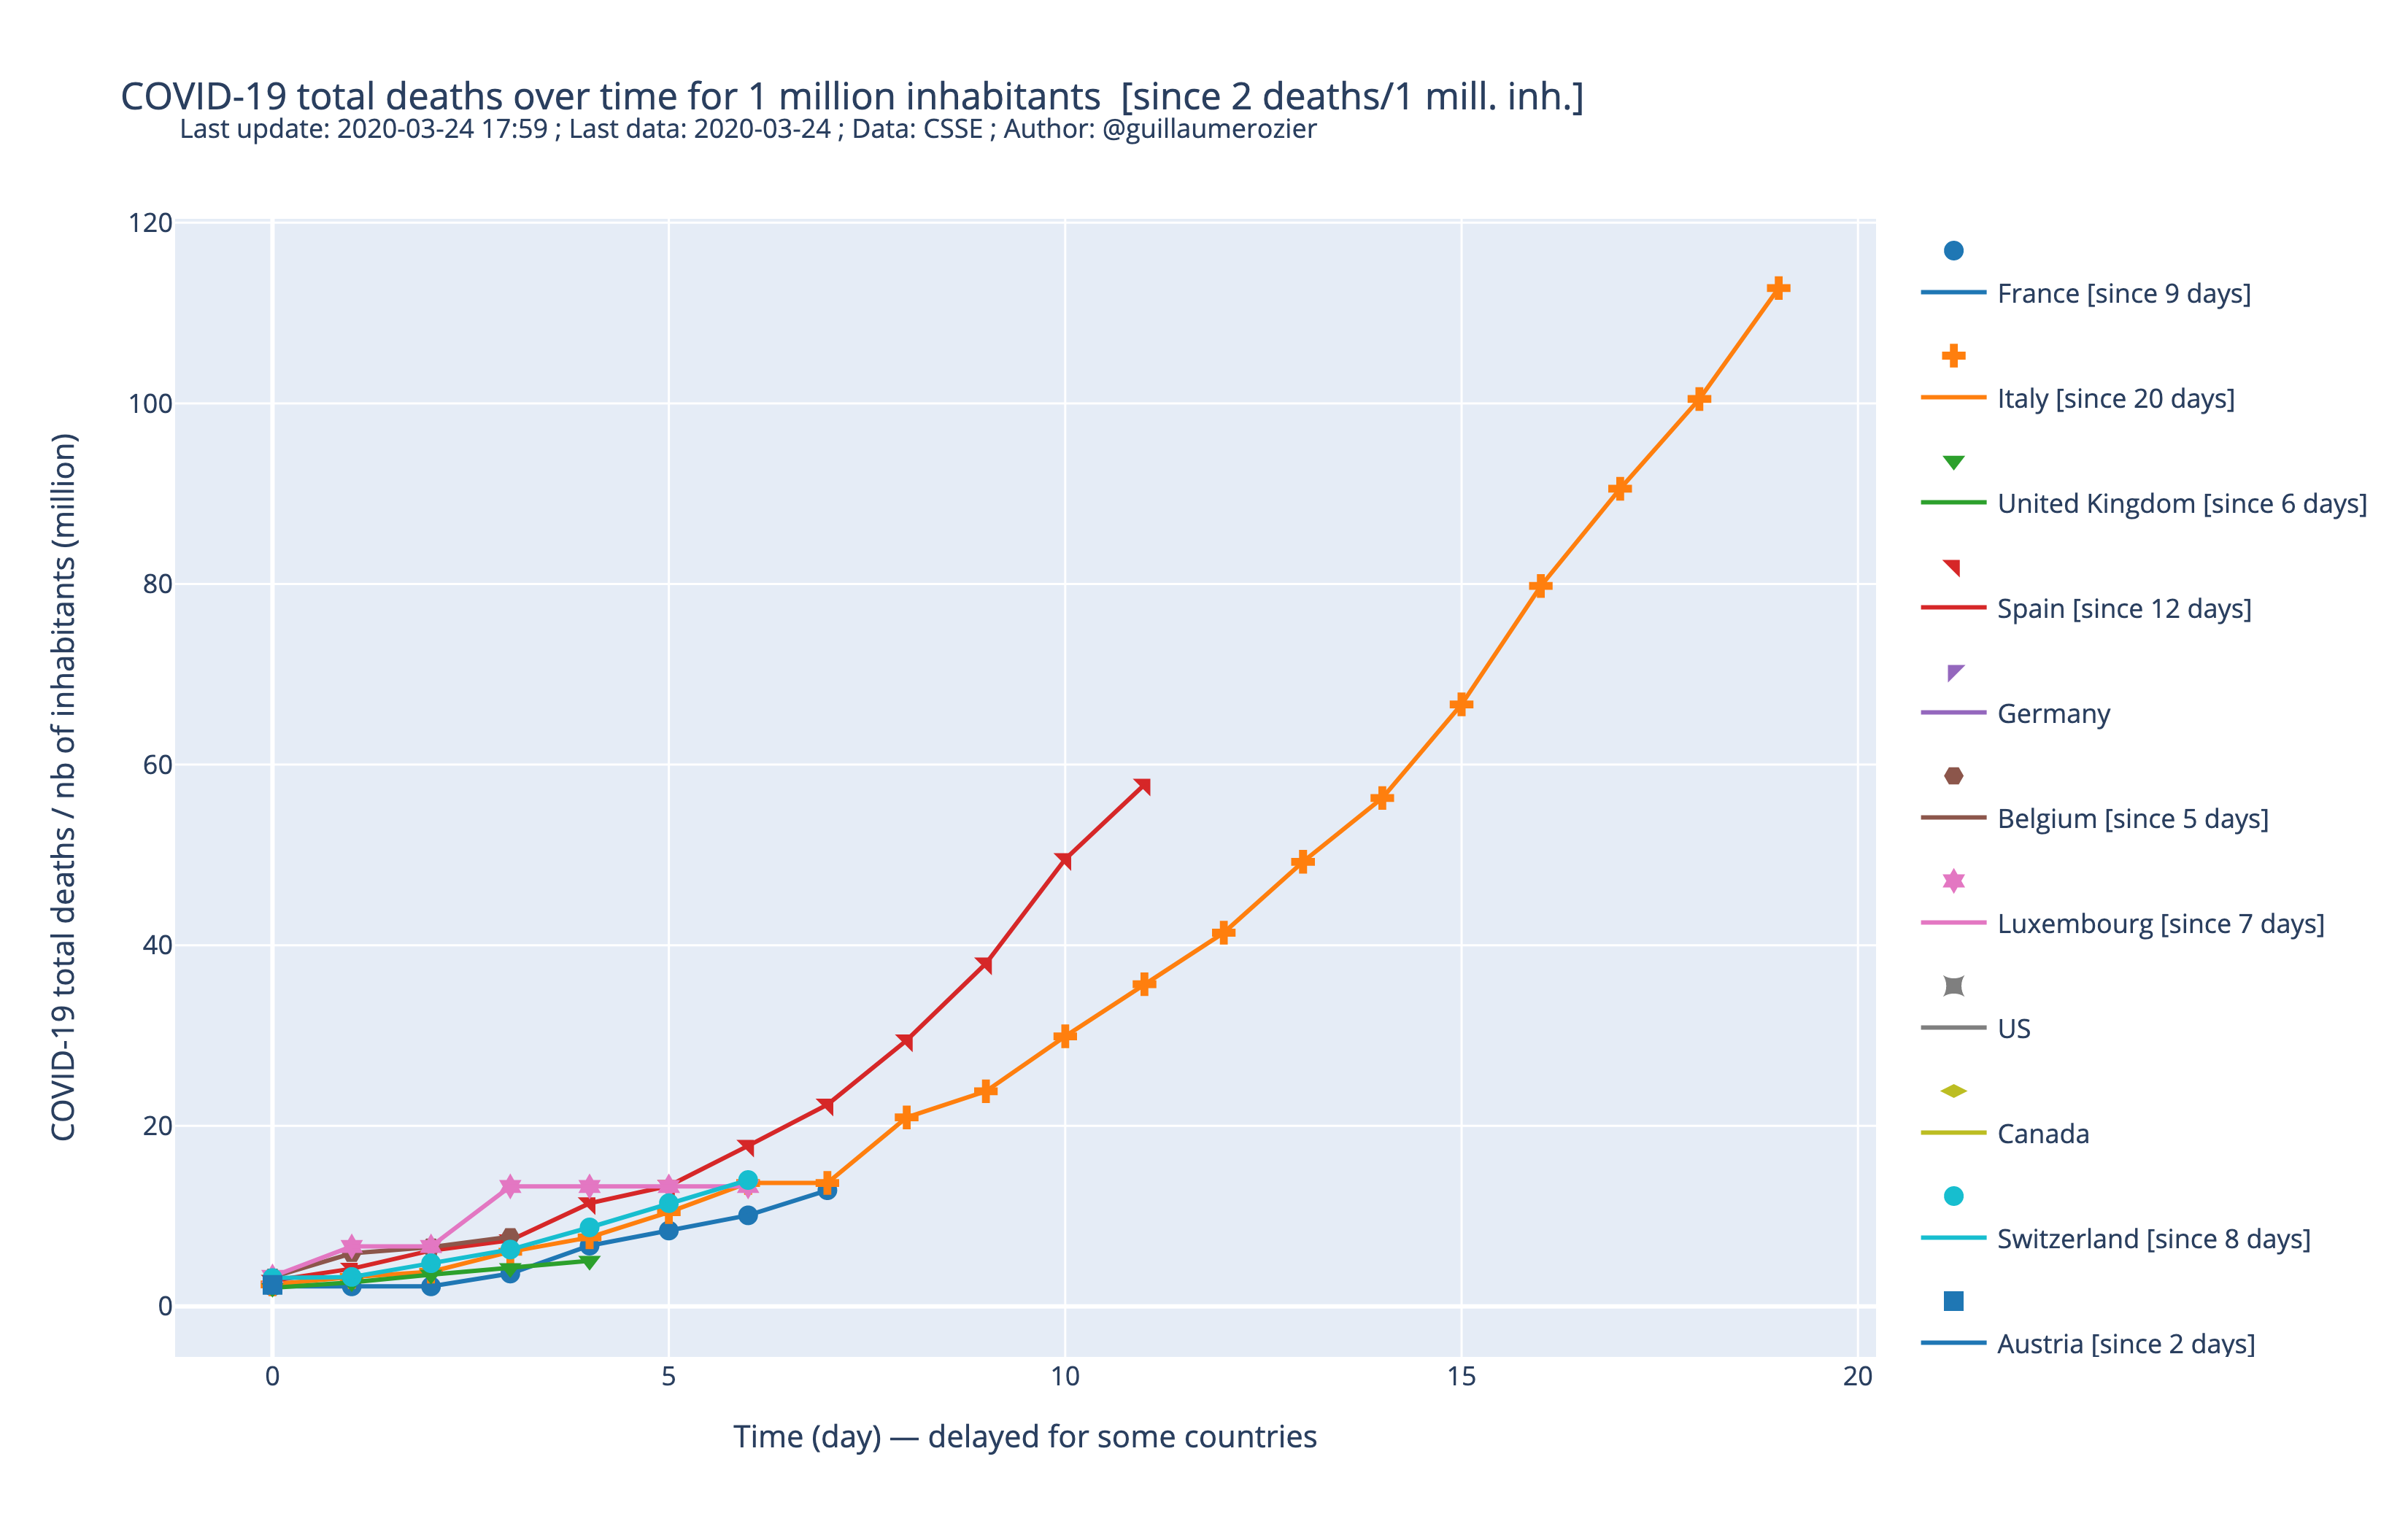 COVID-19 total deaths over time for 1 million inhabitants  [since 2 deaths/1 mill. inh.]
Last update: 2020-03-24 17:59 ; Last data: 2020-03-24 ; Data: CSSE ; Author: @guillaumerozier
COVID-19 total deaths / nb of inhabitants (million)
120
100
80
60
40
20
0
0
5
10
15
20
Time (day) — delayed for some countries
France [since 9 days]
Italy [since 20 days]
United Kingdom [since 6 days]
Spain [since 12 days]
Germany
Belgium [since 5 days]
Luxembourg [since 7 days]
US
Canada
Switzerland [since 8 days]
Austria [since 2 days]